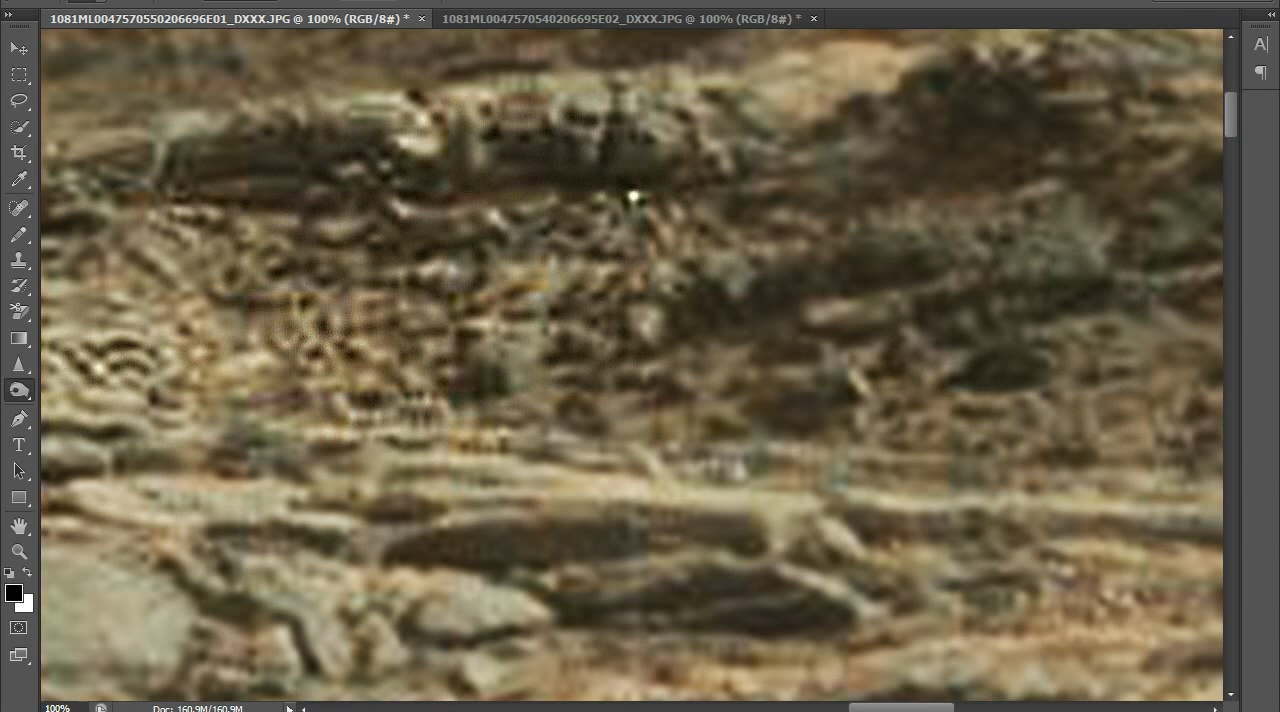 1081ML0047570550206696E01_DXXX.JPG @ 100% (RGB/8#) * × 1081ML0047570540206695E02_DXXX.JPG @ 100% (RGB/8#) * ×
A|
¶
T
100% Doc: 160.9M/160.9M